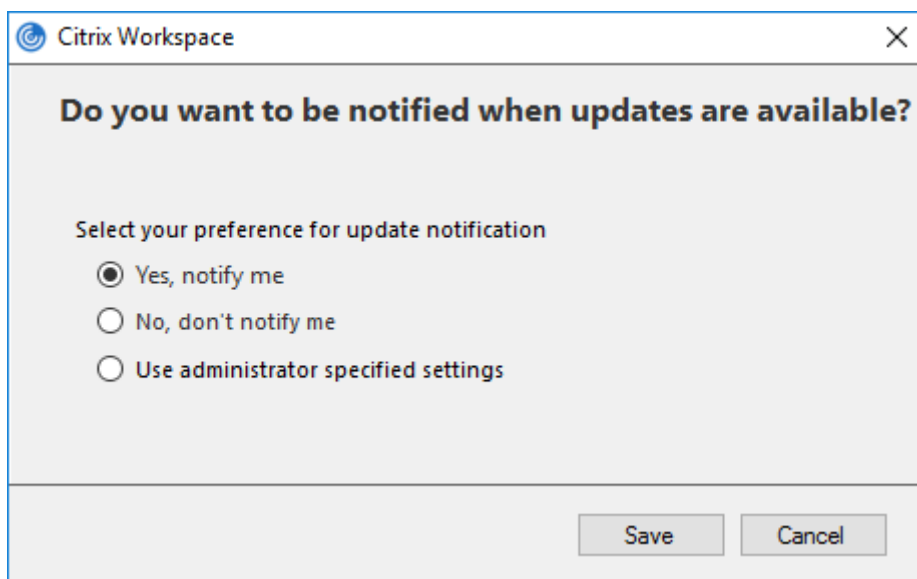 Citrix Workspace
Do you want to be notified when updates are available?
Select your preference for update notification
Yes, notify me
No, don't notify me
Use administrator specified settings
Save Cancel